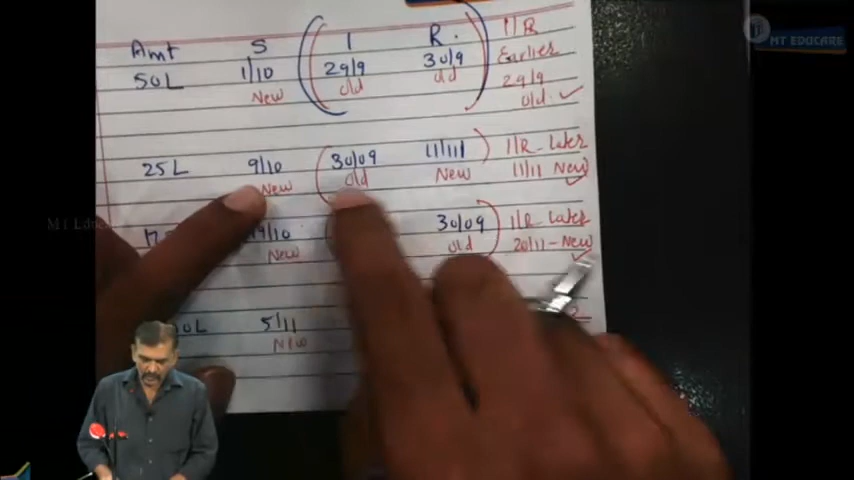 Amt S I R. I/R
50L 1/10 29/9 30/9 Earlier
New old old 29/9
old ✓
25L 9/10 30/09 11/11 I/R Later
New old New 11/11 New ✓
19/10 30/09 I/R Later
New old 20/11 - New ✓
5/11
New
MT EDUCARE